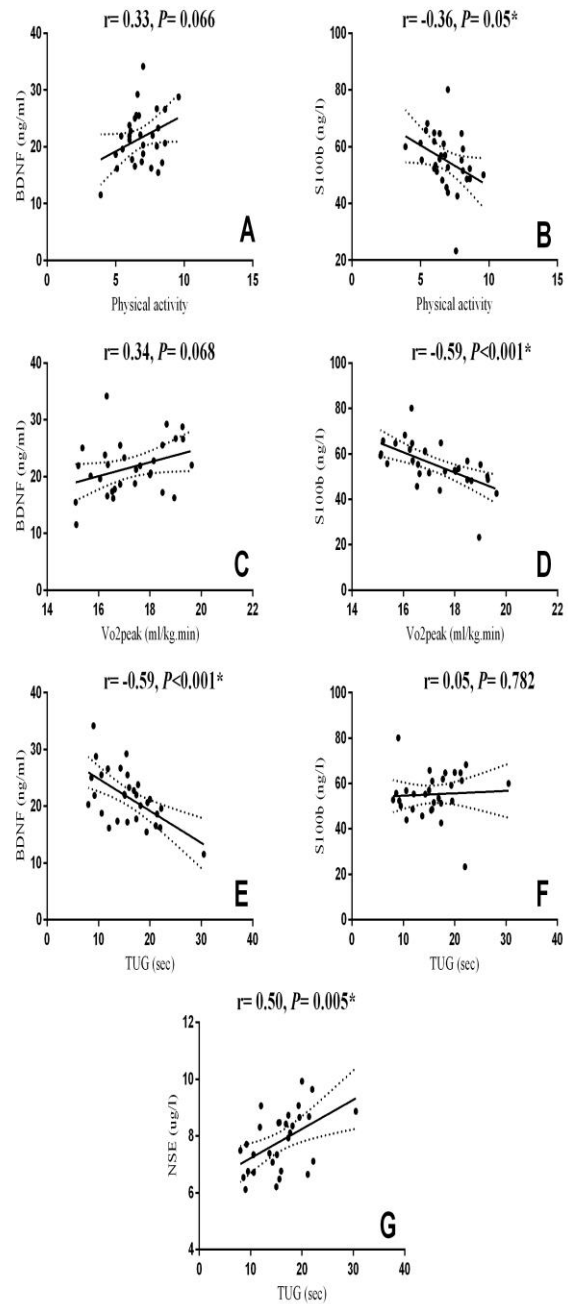 r= 0.33, P= 0.066
BDNF (ng/ml)
40
30
20
10
0
A
0 5 10 15
Physical activity
r= -0.36, P= 0.05*
S100b (ng/l)
100
80
60
40
20
B
0 5 10 15
Physical activity
r= 0.34, P= 0.068
BDNF (ng/ml)
40
30
20
10
0
C
14 16 18 20 22
Vo2peak (ml/kg.min)
r= -0.59, P<0.001*
S100b (ng/l)
100
80
60
40
20
0
D
14 16 18 20 22
Vo2peak (ml/kg.min)
r= -0.59, P<0.001*
BDNF (ng/ml)
40
30
20
10
0
E
0 10 20 30 40
TUG (sec)
r= 0.05, P= 0.782
S100b (ng/l)
100
80
60
40
20
0
F
0 10 20 30 40
TUG (sec)
r= 0.50, P= 0.005*
NSE (ug/l)
12
10
8
6
4
G
0 10 20 30 40
TUG (sec)